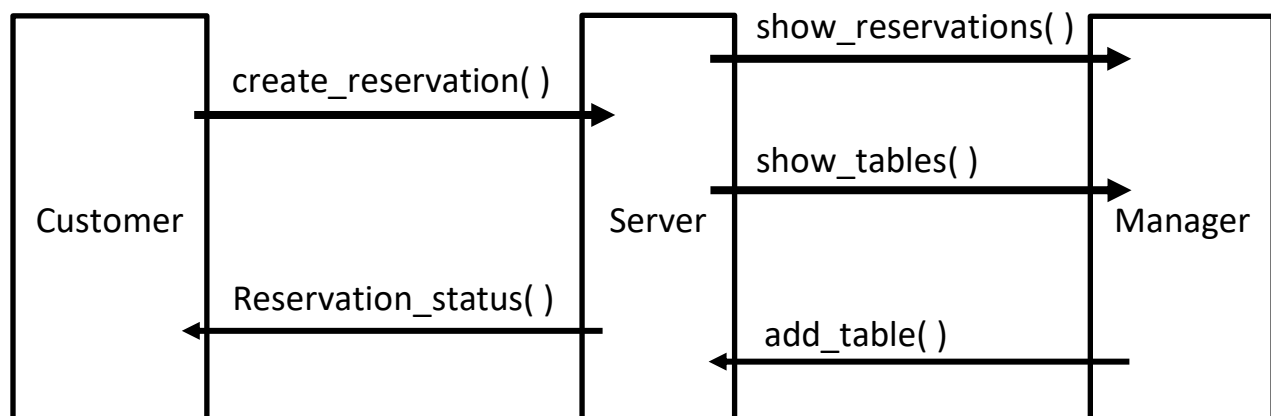 show_reservations( )
create_reservation( )
show_tables( )
Customer
Server
Manager
Reservation_status( )
add_table( )